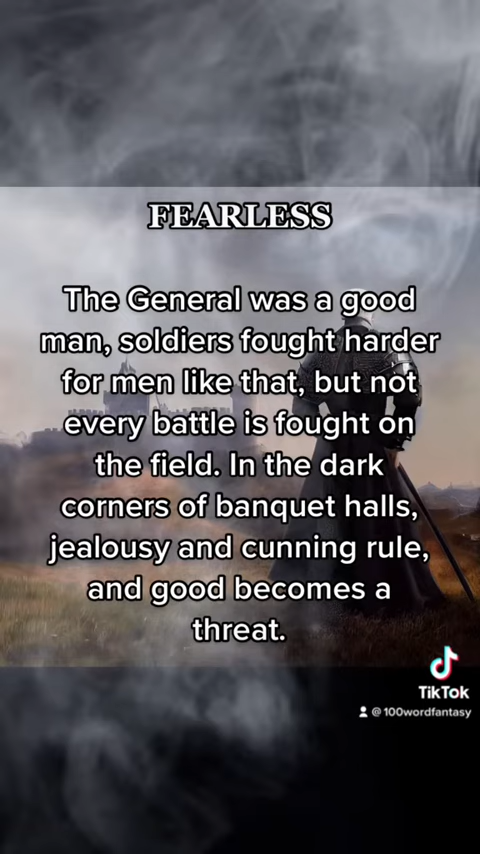 FEARLESS
The General was a good
man, soldiers fought harder
for men like that, but not
every battle is fought on
the field. In the dark
corners of banquet halls,
jealousy and cunning rule,
and good becomes a
threat.
TikTok
@100wordfantasy